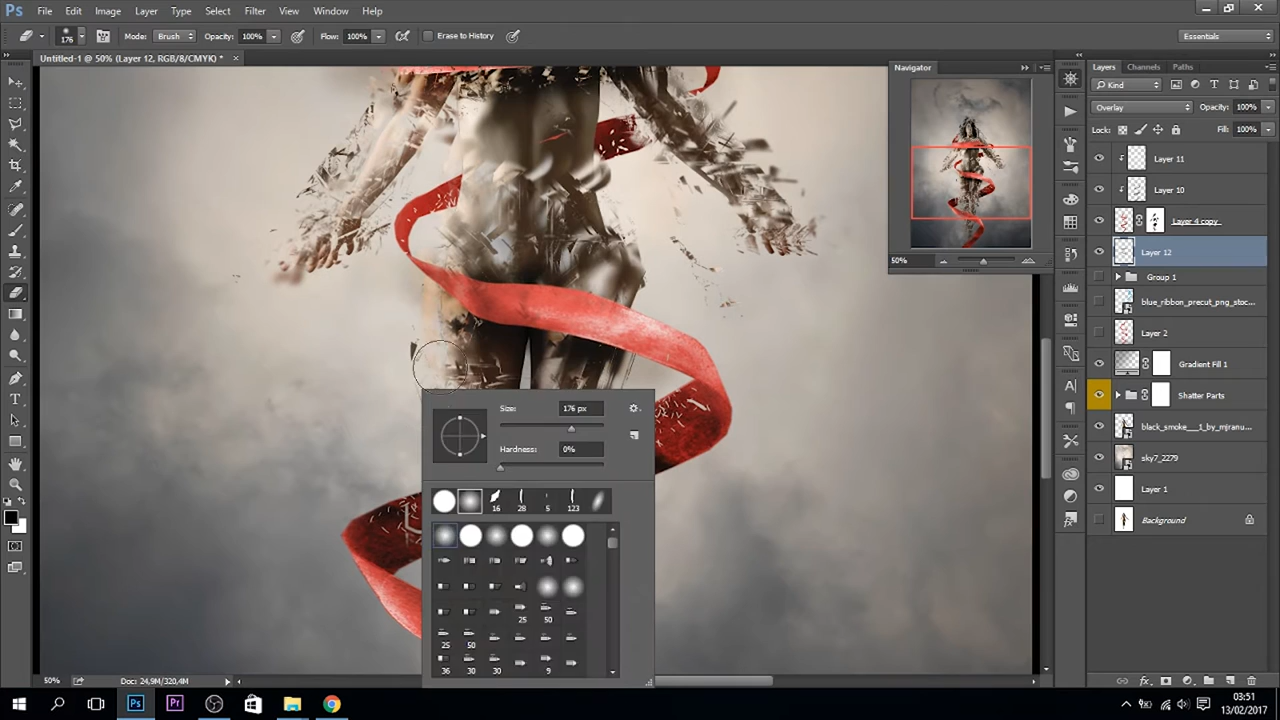 Ps File Edit Image Layer Type Select Filter View Window Help
176 Mode: Brush Opacity: 100% Flow: 100% Erase to History Essentials
Untitled-1 @ 50% (Layer 12, RGB/8/CMYK) * ×
Navigator
50%
Layers Channels Paths
Kind
Overlay Opacity: 100%
Lock: Fill: 100%
Layer 11
Layer 10
Layer 4 copy
Layer 12
Group 1
blue_ribbon_precut_png_stoc...
Layer 2
Gradient Fill 1
Shatter Parts
black_smoke___1_by_mjranu...
sky7_2279
Layer 1
Background
Size: 176 px
Hardness: 0%
16 28 5 123
25 50
25 50
36 30 30 9
50% Doc: 24,9M/320,4M
Ps Pr
03:51
13/02/2017